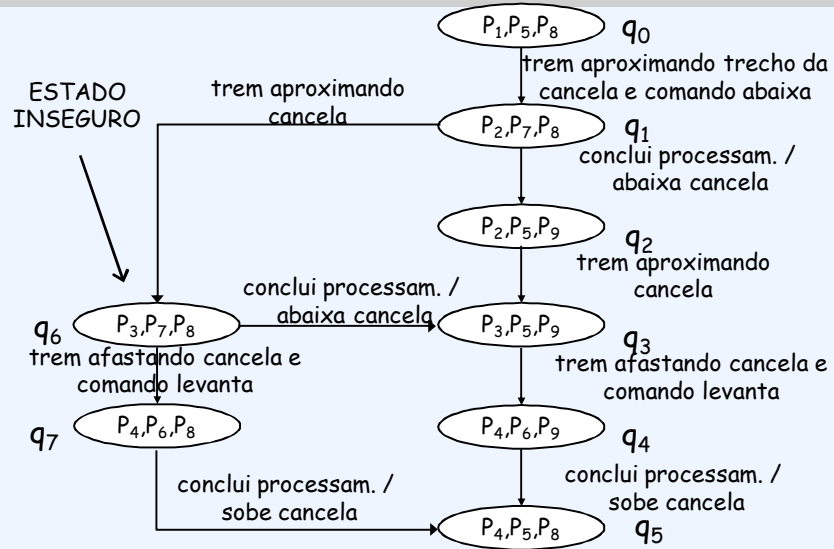 P1,P5,P8
q0
trem aproximando trecho da
cancela e comando abaixa
ESTADO
INSEGURO
trem aproximando
cancela
P2,P7,P8
q1
conclui processam. /
abaixa cancela
P2,P5,P9
q2
trem aproximando
cancela
conclui processam. /
abaixa cancela
q6
P3,P7,P8
P3,P5,P9
q3
trem afastando cancela e
comando levanta
trem afastando cancela e
comando levanta
q7
P4,P6,P8
P4,P6,P9
q4
conclui processam. /
sobe cancela
conclui processam. /
sobe cancela
P4,P5,P8
q5